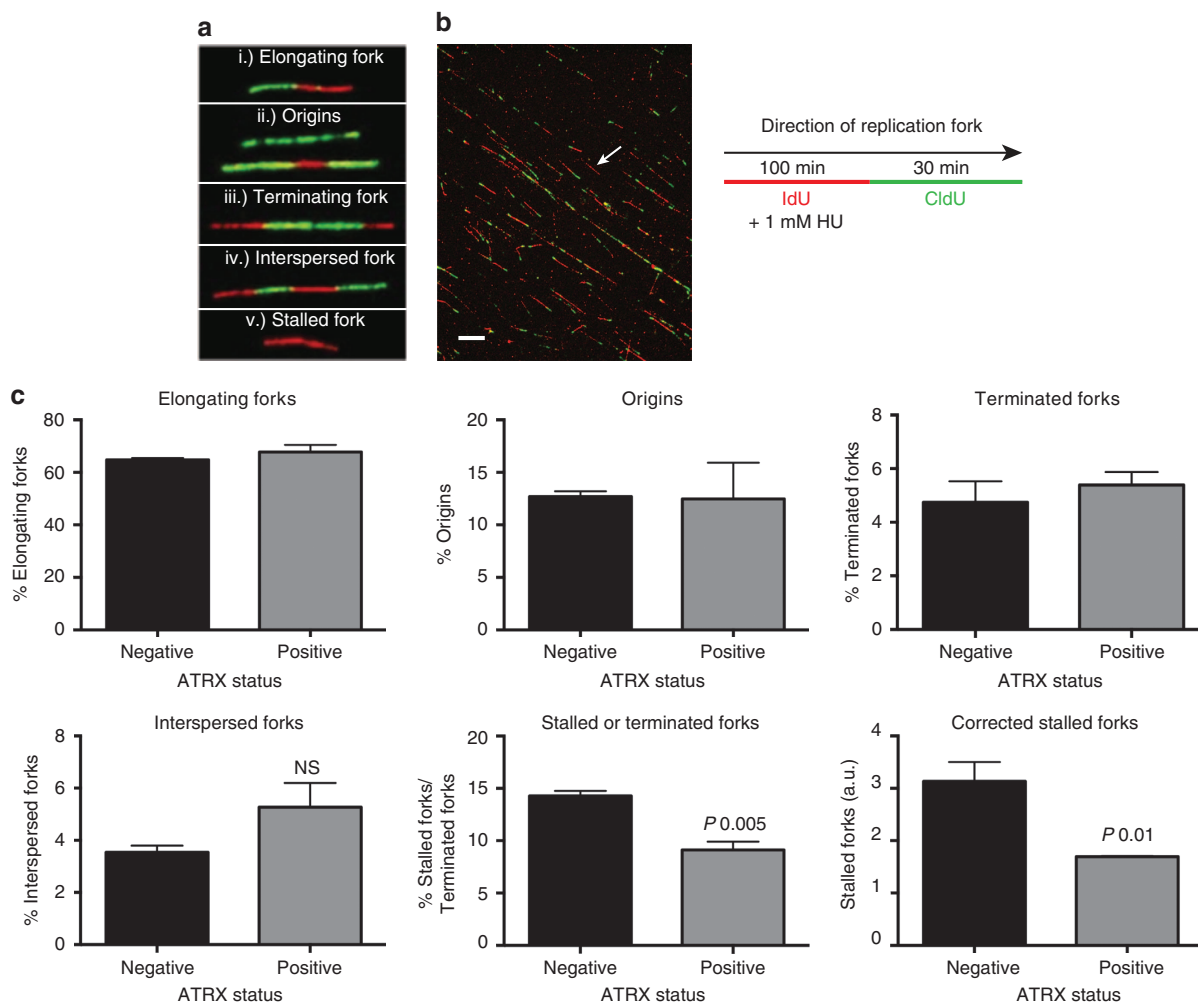 a
i.) Elongating fork
ii.) Origins
iii.) Terminating fork
iv.) Interspersed fork
v.) Stalled fork
b
Direction of replication fork
100 min 30 min
IdU CldU
+ 1 mM HU
c
Elongating forks
% Elongating forks
80
60
40
20
0
Negative Positive
ATRX status
Origins
% Origins
20
15
10
5
0
Negative Positive
ATRX status
Terminated forks
% Terminated forks
8
6
4
2
0
Negative Positive
ATRX status
Interspersed forks
% Interspersed forks
8
6
4
2
0
NS
Negative Positive
ATRX status
Stalled or terminated forks
% Stalled forks/
Terminated forks
20
15
10
5
0
P 0.005
Negative Positive
ATRX status
Corrected stalled forks
Stalled forks (a.u.)
4
3
2
1
0
P 0.01
Negative Positive
ATRX status